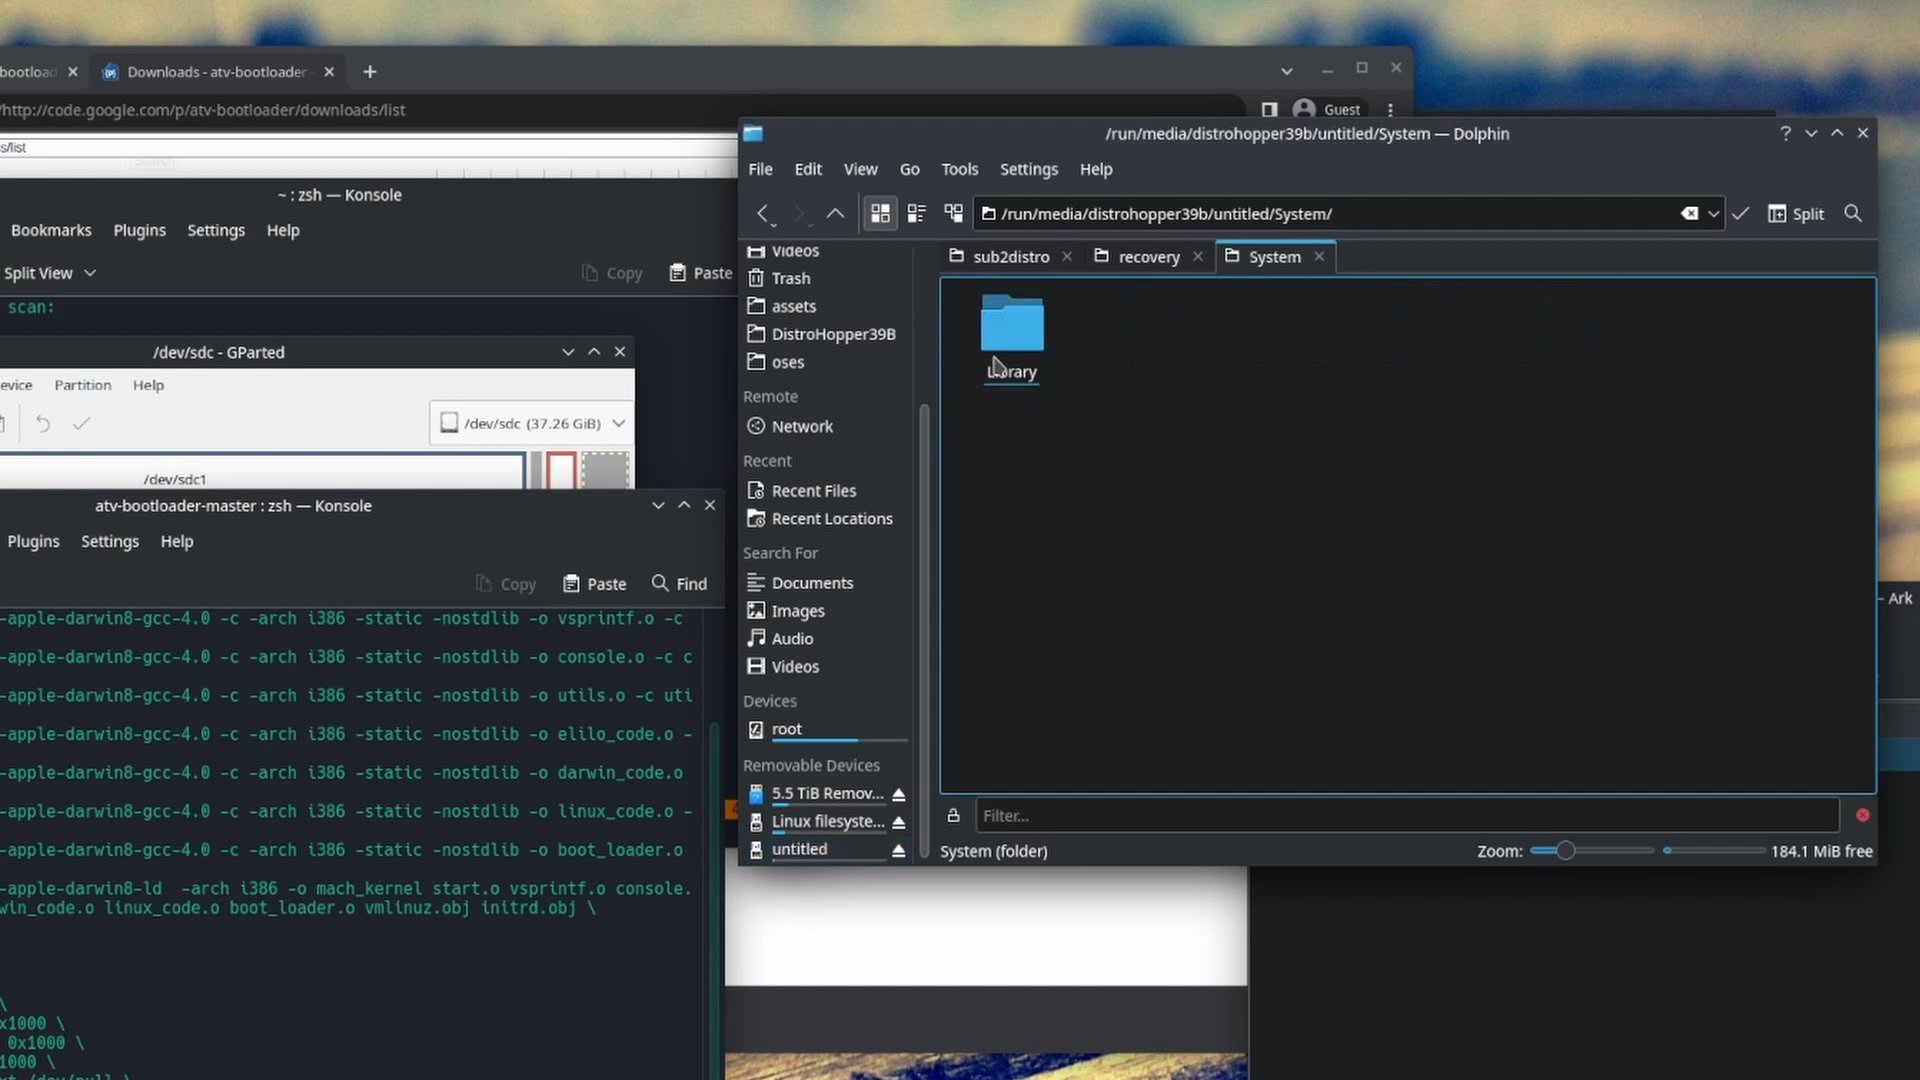 bootload
Downloads - atv-bootloader
/http://code.google.com/p/atv-bootloader/downloads/list
Guest
s/list
Search
~ : zsh — Konsole
Bookmarks Plugins Settings Help
Split View Copy Paste
scan:
/dev/sdc - GParted
evice Partition Help
/dev/sdc (37.26 GiB)
/dev/sdc1
atv-bootloader-master : zsh — Konsole
Plugins Settings Help
Copy Paste Find
-apple-darwin8-gcc-4.0 -c -arch i386 -static -nostdlib -o vsprintf.o -c
-apple-darwin8-gcc-4.0 -c -arch i386 -static -nostdlib -o console.o -c c
-apple-darwin8-gcc-4.0 -c -arch i386 -static -nostdlib -o utils.o -c uti
-apple-darwin8-gcc-4.0 -c -arch i386 -static -nostdlib -o elilo_code.o -
-apple-darwin8-gcc-4.0 -c -arch i386 -static -nostdlib -o darwin_code.o
-apple-darwin8-gcc-4.0 -c -arch i386 -static -nostdlib -o linux_code.o -
-apple-darwin8-gcc-4.0 -c -arch i386 -static -nostdlib -o boot_loader.o
-apple-darwin8-ld -arch i386 -o mach_kernel start.o vsprintf.o console.
win_code.o linux_code.o boot_loader.o vmlinuz.obj initrd.obj \
\
x1000 \
0x1000 \
1000 \
/run/media/distrohopper39b/untitled/System — Dolphin
File Edit View Go Tools Settings Help
/run/media/distrohopper39b/untitled/System/
Split
Videos
Trash
assets
DistroHopper39B
oses
Remote
Network
Recent
Recent Files
Recent Locations
Search For
Documents
Images
Audio
Videos
Devices
root
Removable Devices
5.5 TiB Remov...
Linux filesyste...
untitled
sub2distro
recovery
System
Library
Filter...
System (folder)
Zoom:
184.1 MiB free
– Ark